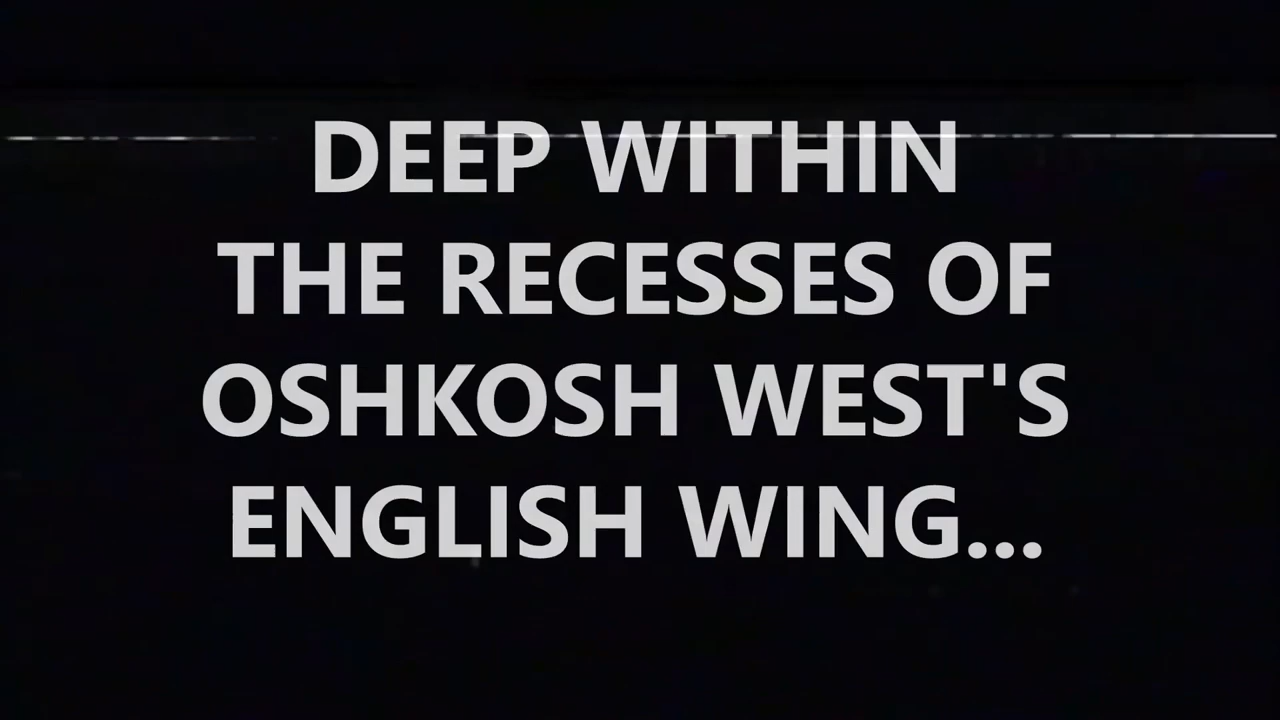 DEEP WITHIN
THE RECESSES OF
OSHKOSH WEST'S
ENGLISH WING...